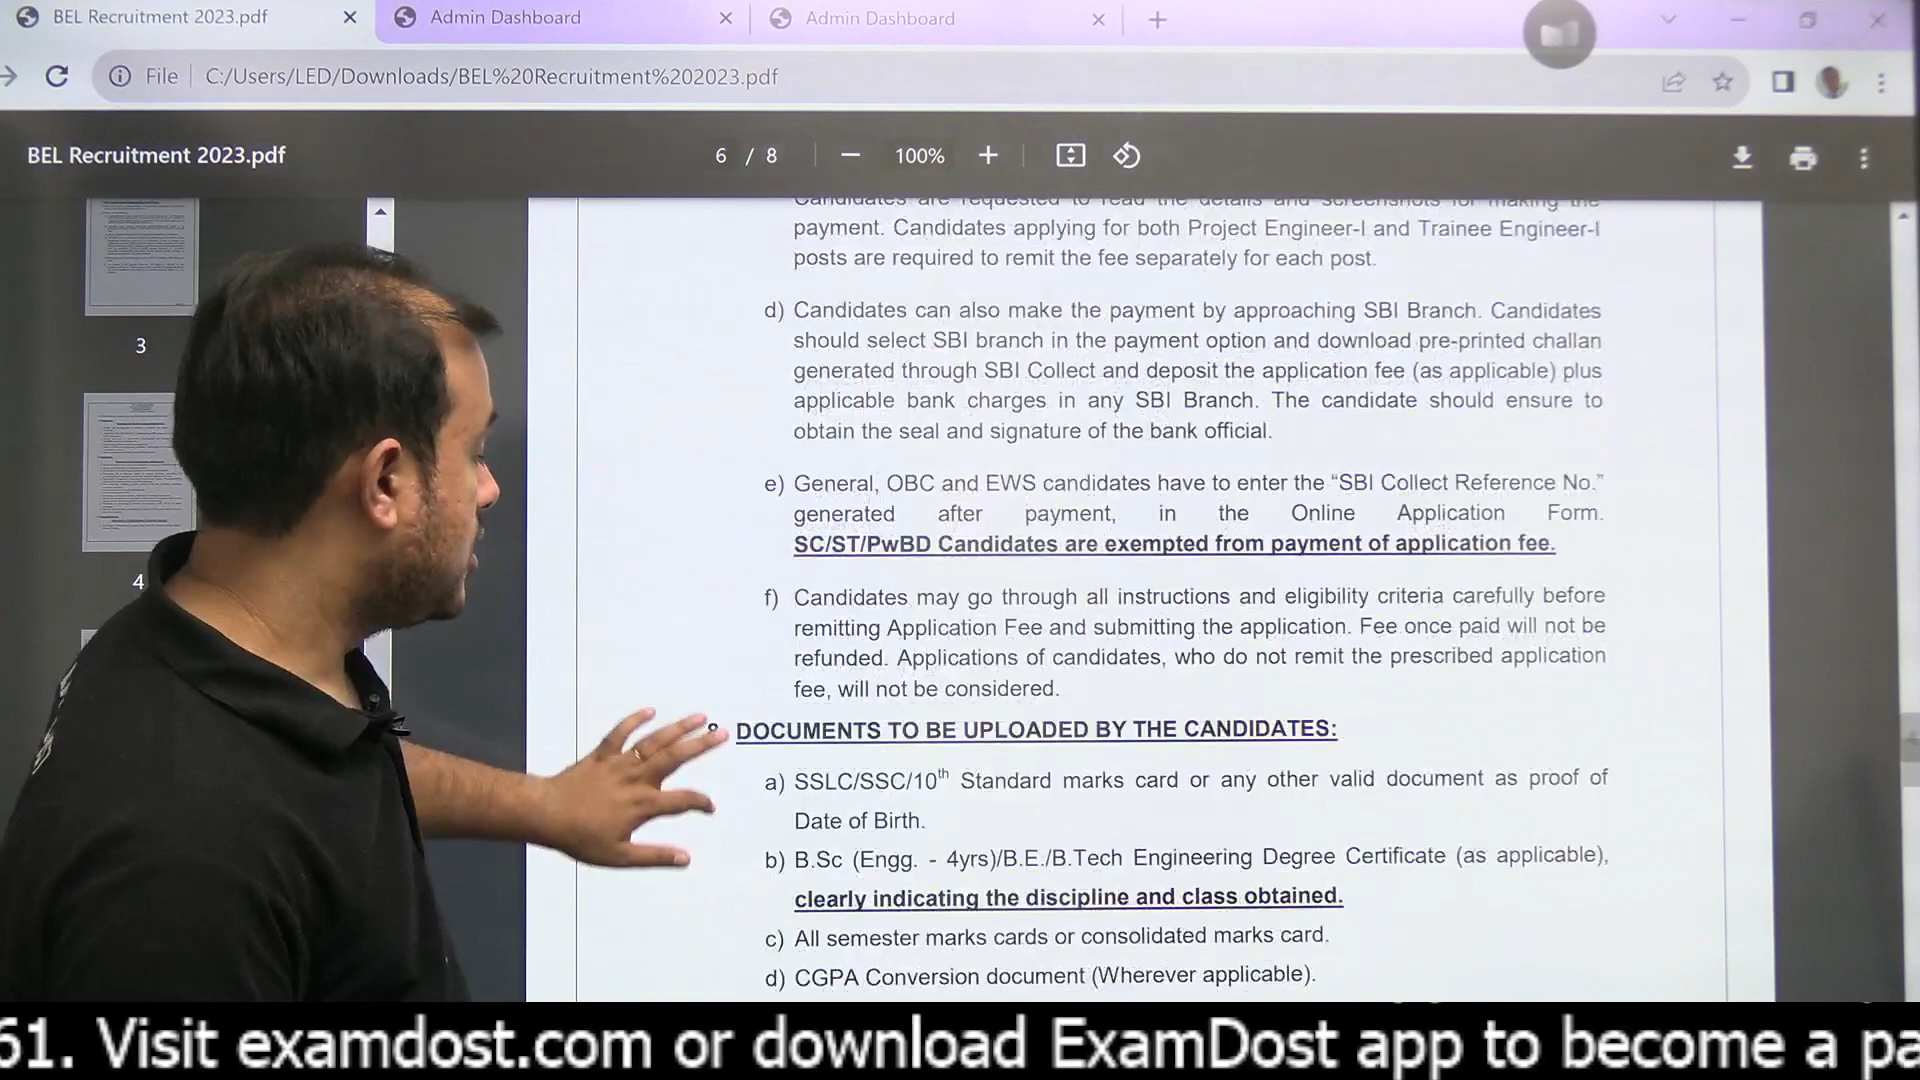 BEL Recruitment 2023.pdf
Admin Dashboard
Admin Dashboard
File
C:/Users/LED/Downloads/BEL%20Recruitment%202023.pdf
BEL Recruitment 2023.pdf
6 / 8
100%
3
4
Candidates are requested to read the details and screenshots for making the
payment. Candidates applying for both Project Engineer-I and Trainee Engineer-I
posts are required to remit the fee separately for each post.
d) Candidates can also make the payment by approaching SBI Branch. Candidates
should select SBI branch in the payment option and download pre-printed challan
generated through SBI Collect and deposit the application fee (as applicable) plus
applicable bank charges in any SBI Branch. The candidate should ensure to
obtain the seal and signature of the bank official.
e) General, OBC and EWS candidates have to enter the “SBI Collect Reference No.”
generated after payment, in the Online Application Form.
SC/ST/PwBD Candidates are exempted from payment of application fee.
f) Candidates may go through all instructions and eligibility criteria carefully before
remitting Application Fee and submitting the application. Fee once paid will not be
refunded. Applications of candidates, who do not remit the prescribed application
fee, will not be considered.
DOCUMENTS TO BE UPLOADED BY THE CANDIDATES:
a) SSLC/SSC/10th Standard marks card or any other valid document as proof of
Date of Birth.
b) B.Sc (Engg. - 4yrs)/B.E./B.Tech Engineering Degree Certificate (as applicable),
clearly indicating the discipline and class obtained.
c) All semester marks cards or consolidated marks card.
d) CGPA Conversion document (Wherever applicable).
61. Visit examdost.com or download ExamDost app to become a pa